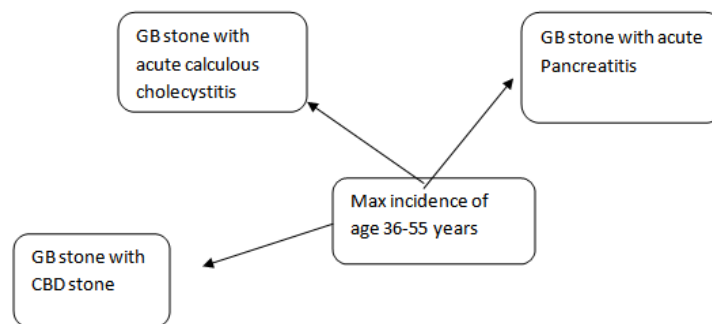 GB stone with
acute calculous
cholecystitis
GB stone with acute
Pancreatitis
Max incidence of
age 36-55 years
GB stone with
CBD stone